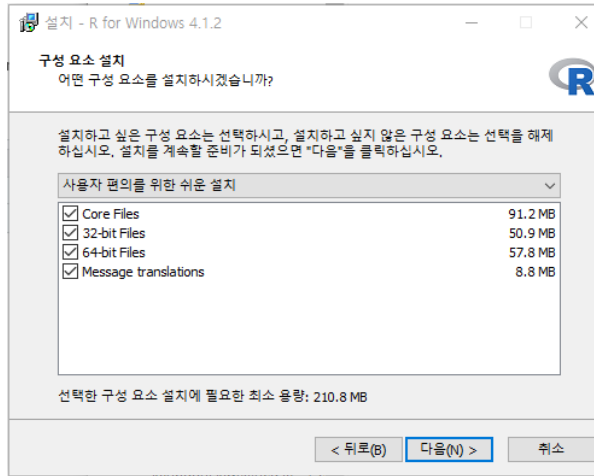 설치 - R for Windows 4.1.2
구성 요소 설치
어떤 구성 요소를 설치하시겠습니까?
R
설치하고 싶은 구성 요소는 선택하시고, 설치하고 싶지 않은 구성 요소는 선택을 해제
하십시오. 설치를 계속할 준비가 되셨으면 "다음"을 클릭하십시오.
사용자 편의를 위한 쉬운 설치
Core Files 91.2 MB
32-bit Files 50.9 MB
64-bit Files 57.8 MB
Message translations 8.8 MB
선택한 구성 요소 설치에 필요한 최소 용량: 210.8 MB
< 뒤로(B) 다음(N) > 취소